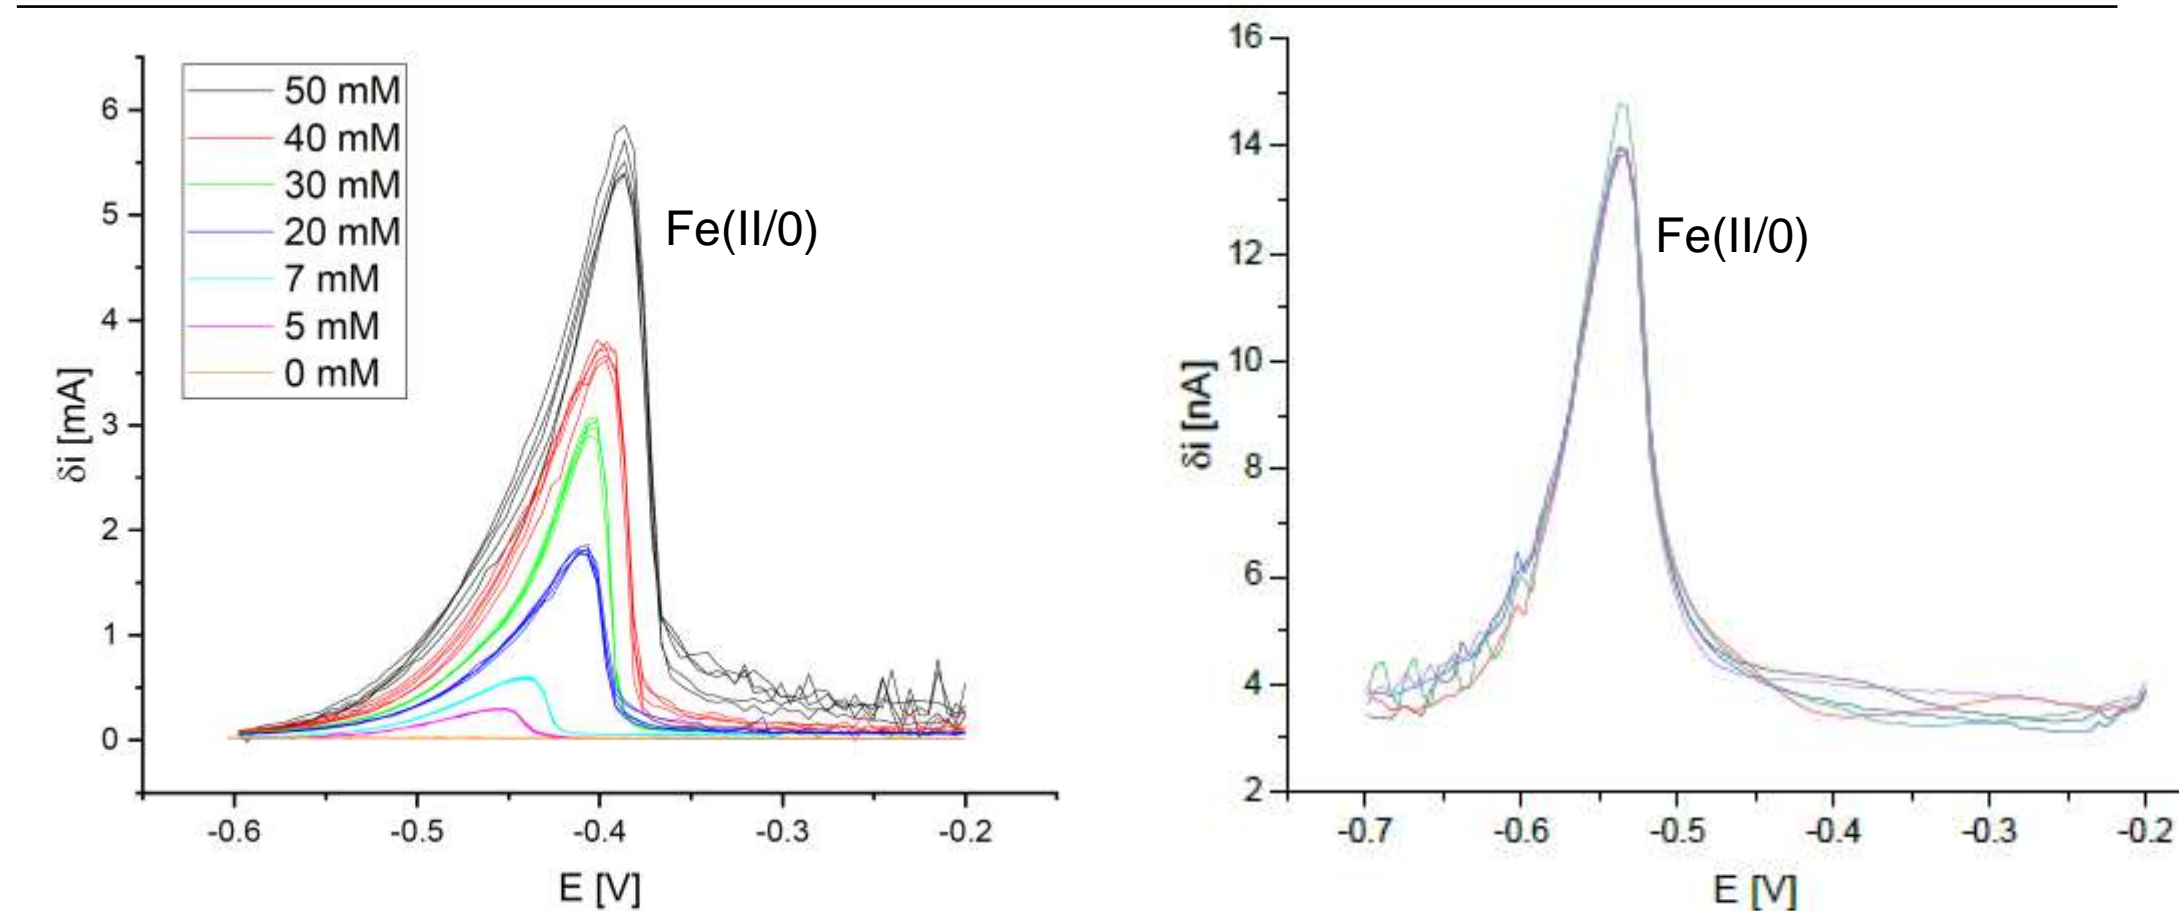 50 mM
40 mM
30 mM
20 mM
7 mM
5 mM
0 mM
Fe(II/0)
6
5
4
3
2
1
0
δi [mA]
-0.6 -0.5 -0.4 -0.3 -0.2
E [V]
16
14
12
10
8
6
4
2
Fe(II/0)
δi [nA]
-0.7 -0.6 -0.5 -0.4 -0.3 -0.2
E [V]